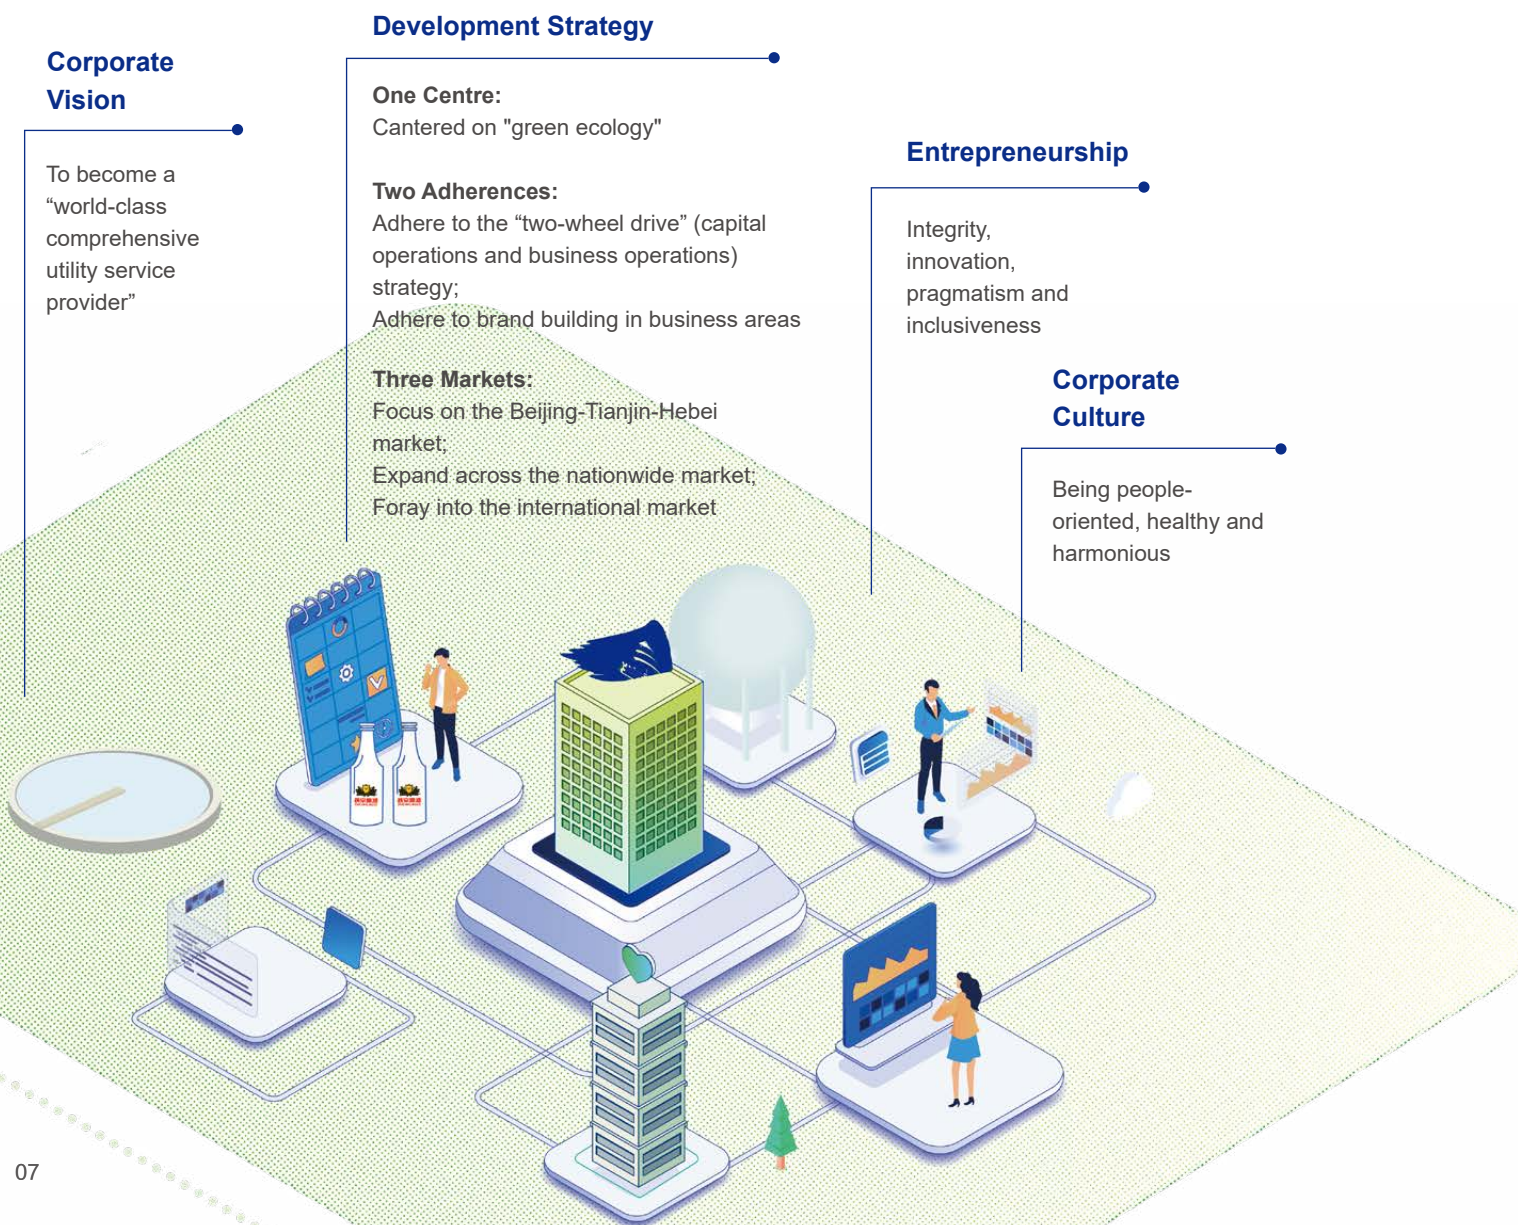 Corporate
Vision
To become a
“world-class
comprehensive
utility service
provider”
Development Strategy
One Centre:
Cantered on "green ecology"
Two Adherences:
Adhere to the “two-wheel drive” (capital
operations and business operations)
strategy;
Adhere to brand building in business areas
Three Markets:
Focus on the Beijing-Tianjin-Hebei
market;
Expand across the nationwide market;
Foray into the international market
Entrepreneurship
Integrity,
innovation,
pragmatism and
inclusiveness
Corporate
Culture
Being people-
oriented, healthy and
harmonious
07